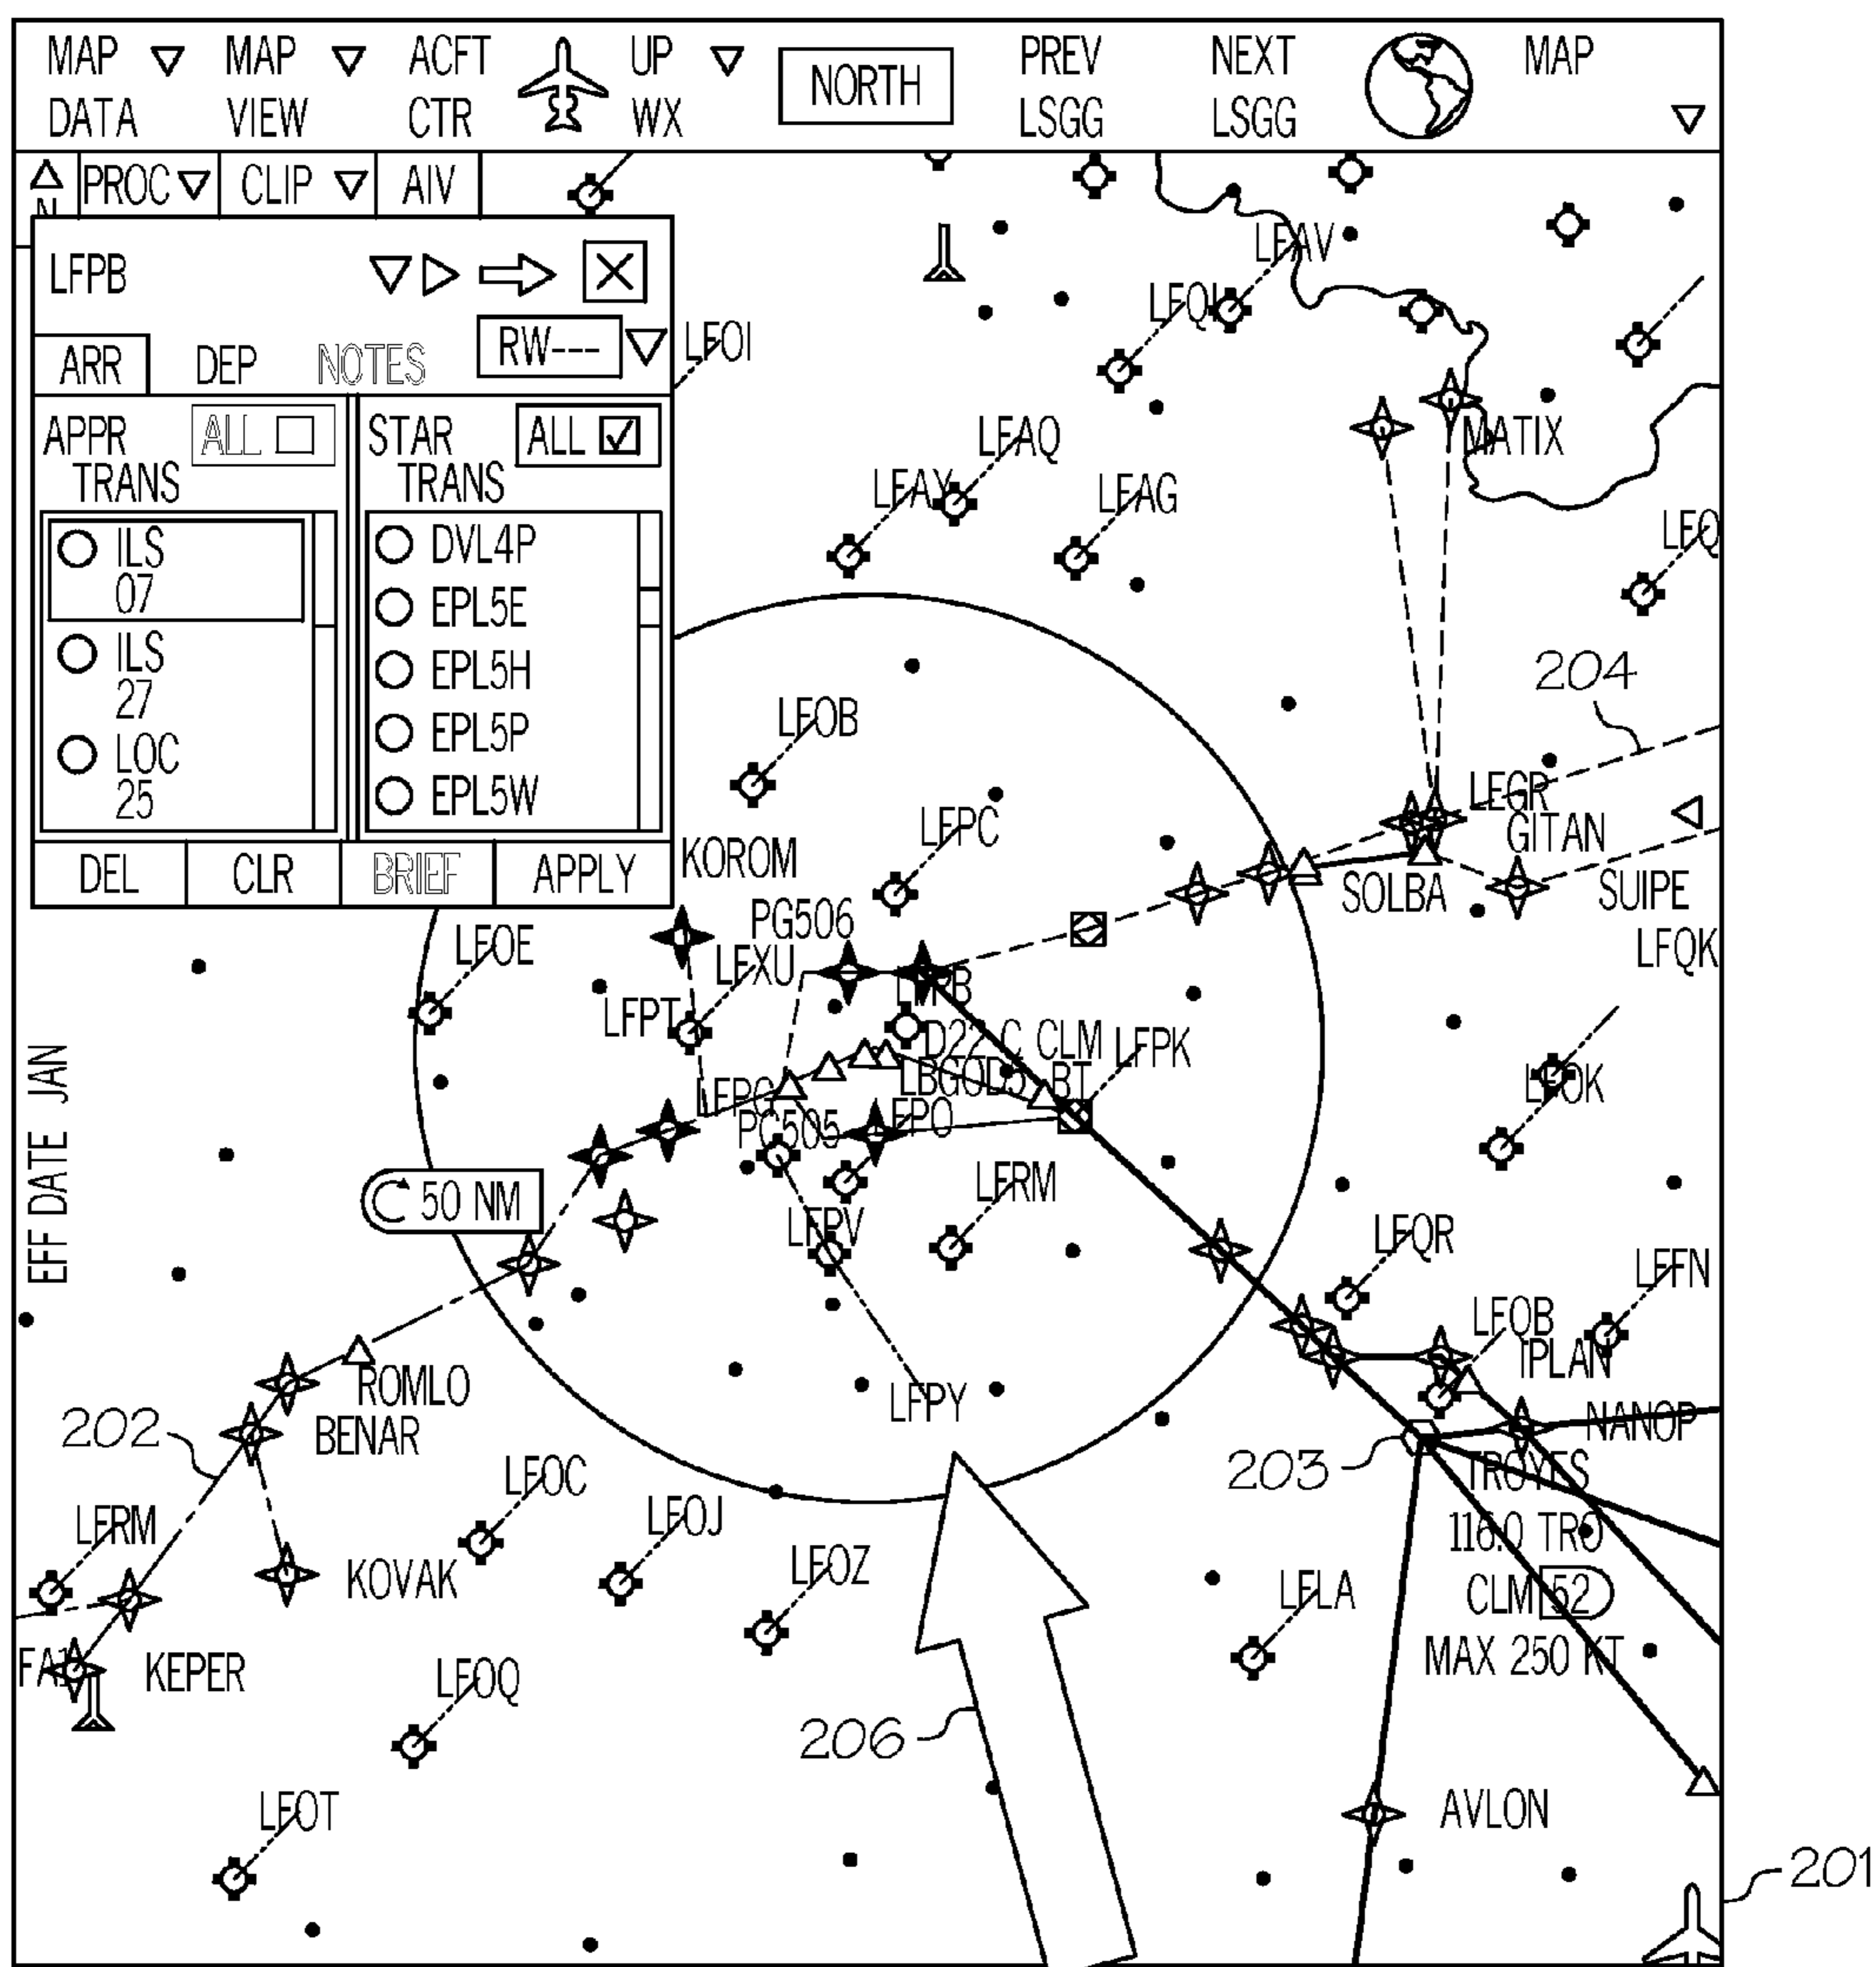 MAP DATA
MAP VIEW
ACFT CTR
UP WX
NORTH
PREV LSGG
NEXT LSGG
MAP
N
PROC
CLIP
AIV
LFPB
ARR
DEP
NOTES
RW---
APPR
ALL
TRANS
STAR
ALL
TRANS
ILS
07
ILS
27
LOC
25
DVL4P
EPL5E
EPL5H
EPL5P
EPL5W
DEL
CLR
BRIEF
APPLY
LFAV
LFOI
MATIX
LFAQ
LFAY
LFAG
LFQ
204
LFOB
LEGR
LFPC
GITAN
KOROM
SOLBA
SUIPE
PG506
LFOE
LFXU
LFQK
LFPT
D22 C CLM
LFPK
EFF DATE JAN
PC505
50 NM
LFRM
LFPV
LFQR
LFFN
LFOB
IPLAN
ROMLO
LFPY
202
BENAR
NANOP
203
LFOC
TROYES
LFRM
LFOJ
116.0 TRO
KOVAK
LFOZ
LFLA
CLM 52
KEPER
LFOQ
MAX 250 KT
206
LFOT
AVLON
201